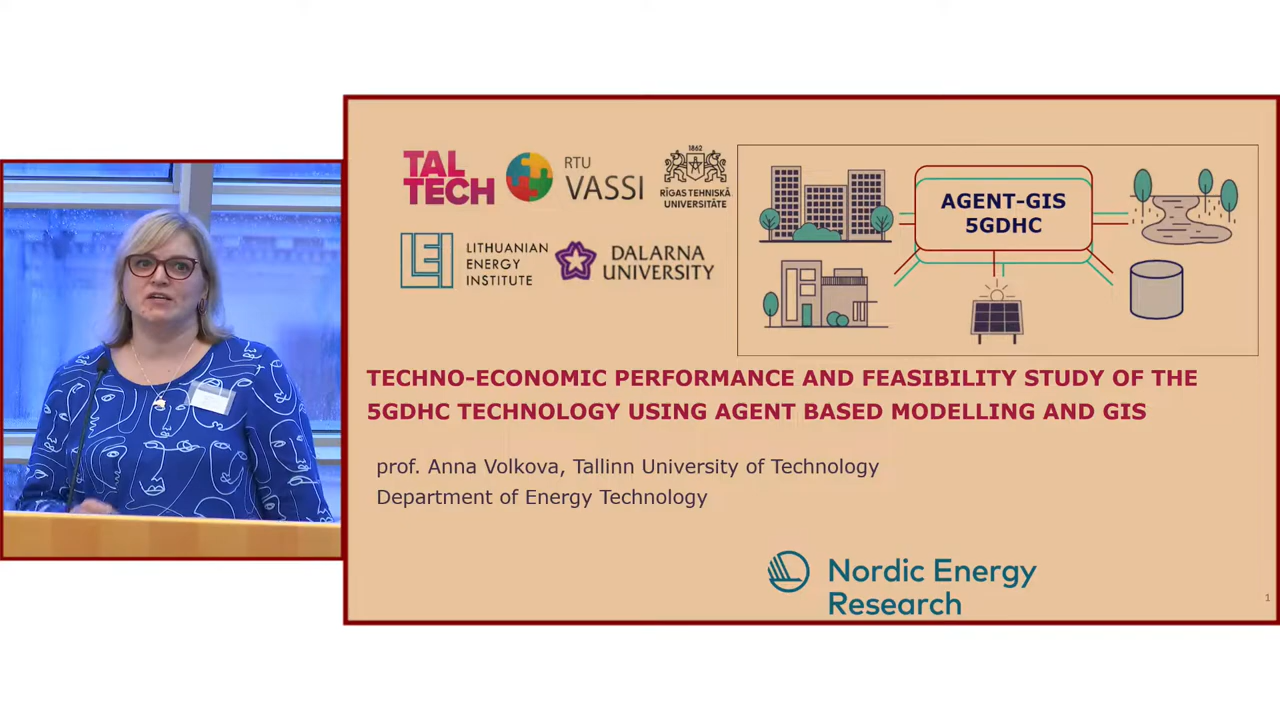 TAL
TECH
RTU
VASSI
1862
RĪGAS TEHNISKĀ
UNIVERSITĀTE
LEI
LITHUANIAN
ENERGY
INSTITUTE
DALARNA
UNIVERSITY
AGENT-GIS
5GDHC
TECHNO-ECONOMIC PERFORMANCE AND FEASIBILITY STUDY OF THE
5GDHC TECHNOLOGY USING AGENT BASED MODELLING AND GIS
prof. Anna Volkova, Tallinn University of Technology
Department of Energy Technology
Nordic Energy
Research
1